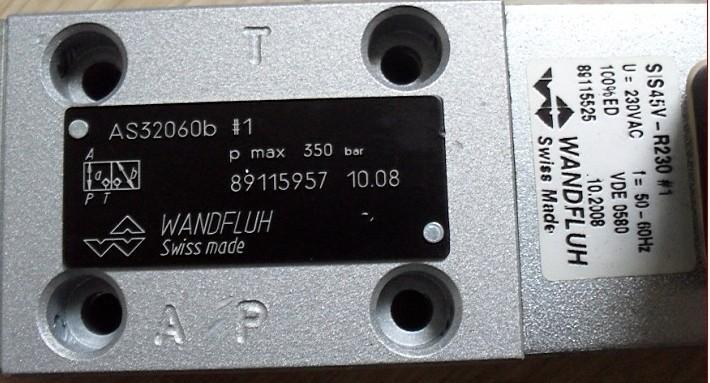 T
AS32060b #1
p max 350 bar
A
a b
P T
89115957 10.08
WANDFLUH
Swiss made
A P
SIS45V-R230 #1
U = 230VAC f= 50-60Hz
100%ED VDE 0580
89115525 10.2008
WANDFLUH
Swiss Made